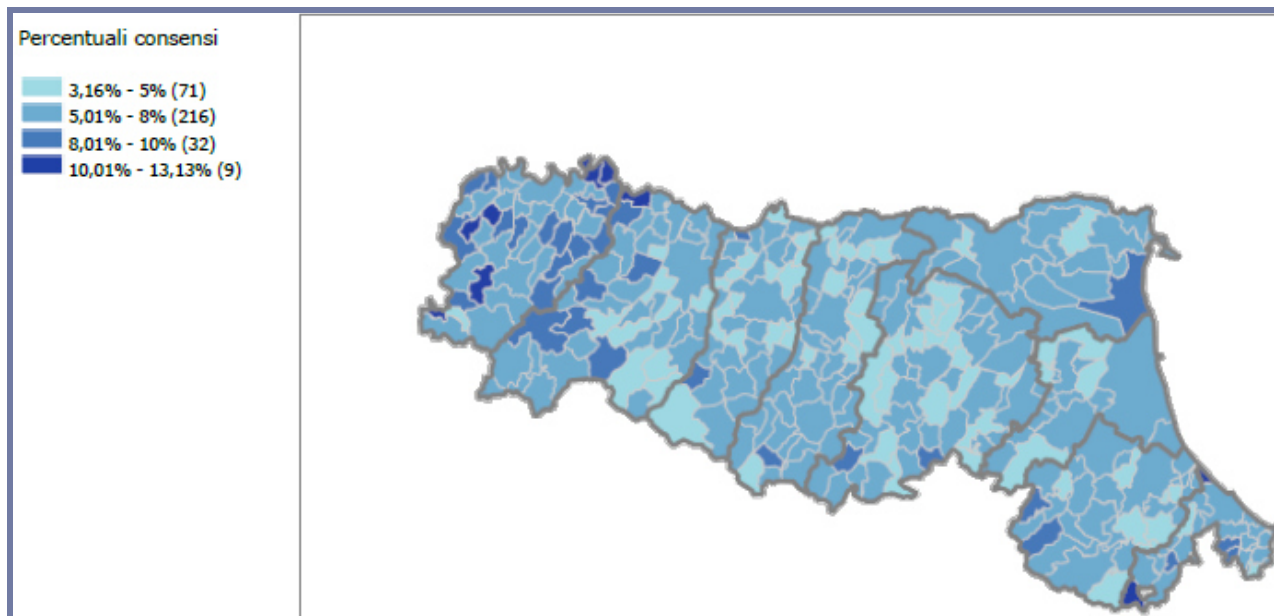 Percentuali consensi
3,16% - 5% (71)
5,01% - 8% (216)
8,01% - 10% (32)
10,01% - 13,13% (9)